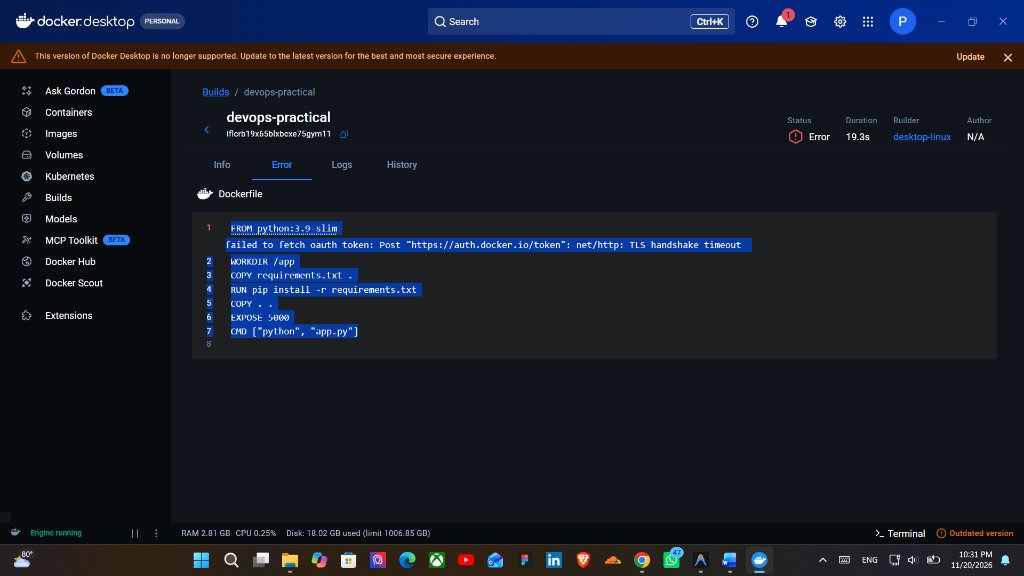 docker.desktop PERSONAL
Search Ctrl+K
1
P
This version of Docker Desktop is no longer supported. Update to the latest version for the best and most secure experience.
Update
Ask Gordon BETA
Containers
Images
Volumes
Kubernetes
Builds
Models
MCP Toolkit BETA
Docker Hub
Docker Scout
Extensions
Builds / devops-practical
devops-practical
lflcrb19x65blxbcxe75gym11
Status
Error
Duration
19.3s
Builder
desktop-linux
Author
N/A
Info Error Logs History
Dockerfile
1 FROM python:3.9-slim
failed to fetch oauth token: Post "https://auth.docker.io/token": net/http: TLS handshake timeout
2 WORKDIR /app
3 COPY requirements.txt .
4 RUN pip install -r requirements.txt
5 COPY . .
6 EXPOSE 5000
7 CMD ["python", "app.py"]
8
Engine running
RAM 2.81 GB CPU 0.25% Disk: 18.02 GB used (limit 1006.85 GB)
Terminal
Outdated version
80°
47
ENG
10:31 PM
11/20/2026